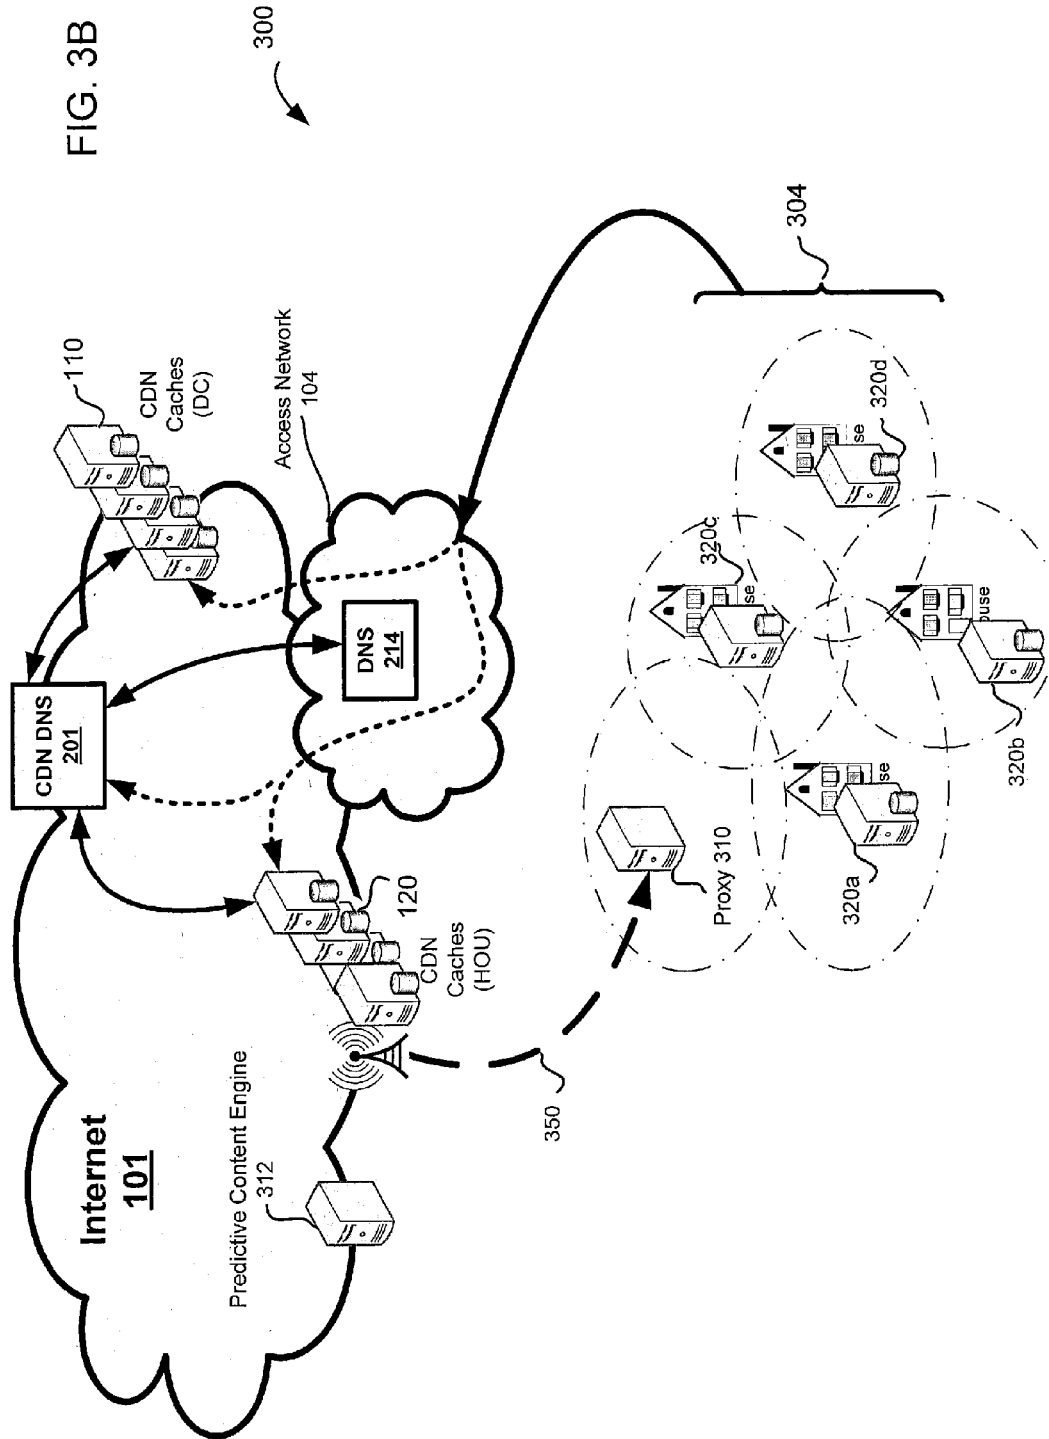 FIG. 3B
300
110
CDN
Caches
(DC)
Access Network
104
CDN DNS
201
DNS
214
304
320d
320c
320b
320a
Proxy 310
120
CDN
Caches
(HOU)
350
Predictive Content Engine
312
Internet
101
se
se
ouse
se